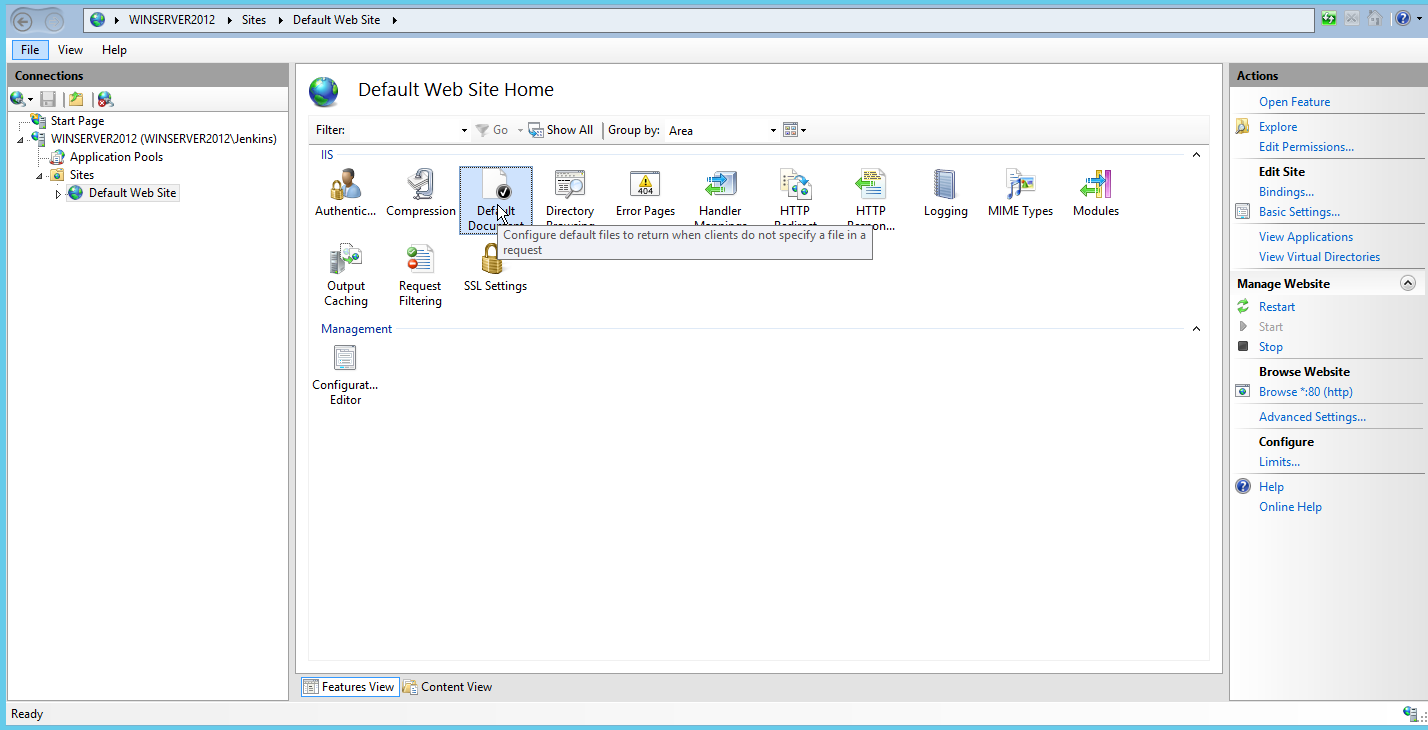 WINSERVER2012 Sites Default Web Site
File View Help
Connections
Start Page
WINSERVER2012 (WINSERVER2012\Jenkins)
Application Pools
Sites
Default Web Site
Default Web Site Home
Filter: Go Show All Group by: Area
IIS
Authentic... Compression Default Directory Error Pages Handler HTTP HTTP Logging MIME Types Modules
Document Browsing Mappings Redirect Respon...
Configure default files to return when clients do not specify a file in a
request
404
Output Request SSL Settings
Caching Filtering
Management
Configurat...
Editor
Features View Content View
Ready
Actions
Open Feature
Explore
Edit Permissions...
Edit Site
Bindings...
Basic Settings...
View Applications
View Virtual Directories
Manage Website
Restart
Start
Stop
Browse Website
Browse *:80 (http)
Advanced Settings...
Configure
Limits...
Help
Online Help